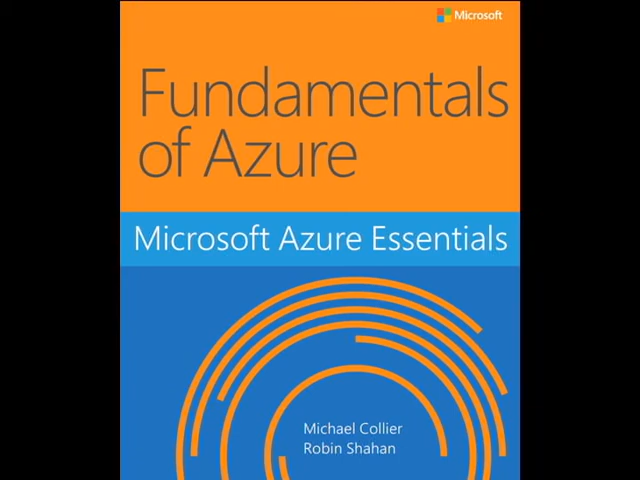 Microsoft
Fundamentals
of Azure
Microsoft Azure Essentials
Michael Collier
Robin Shahan